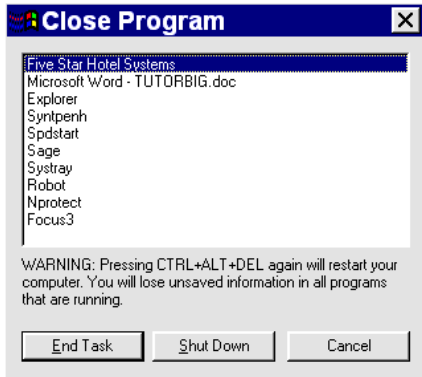 Close Program
Five Star Hotel Systems
Microsoft Word - TUTORBIG.doc
Explorer
Syntpenh
Spdstart
Sage
Systray
Robot
Nprotect
Focus3
WARNING: Pressing CTRL+ALT+DEL again will restart your
computer. You will lose unsaved information in all programs
that are running.
End Task
Shut Down
Cancel